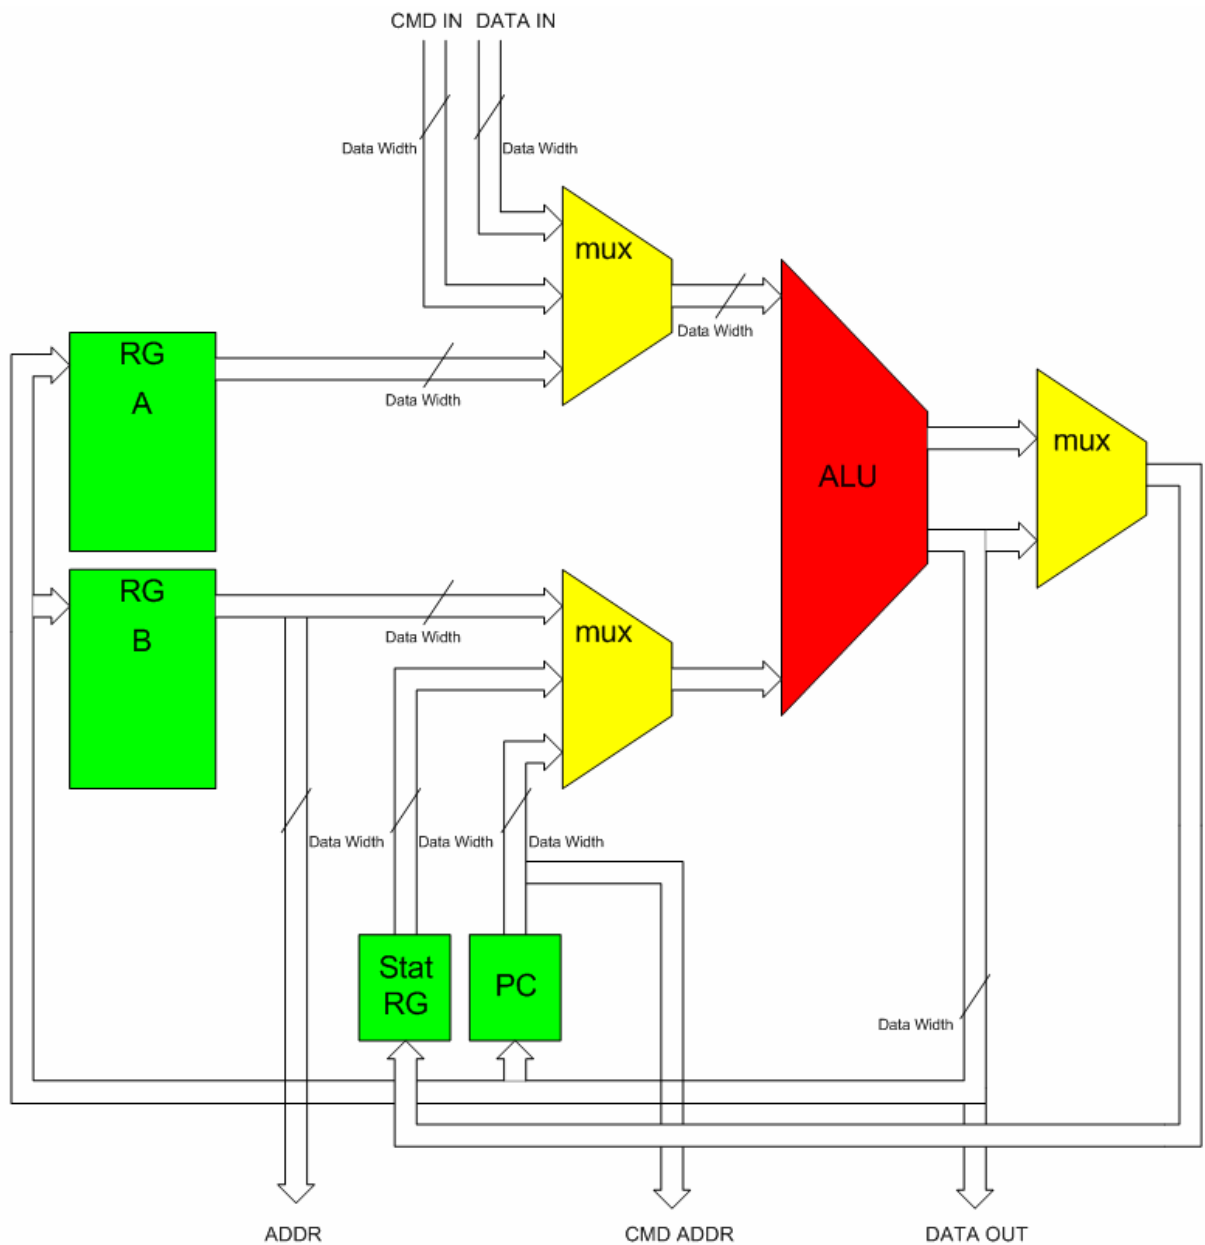 CMD IN DATA IN
Data Width
Data Width
mux
Data Width
RG
A
Data Width
ALU
mux
RG
B
Data Width
mux
Data Width
Data Width
Data Width
Stat
RG
PC
Data Width
ADDR
CMD ADDR
DATA OUT